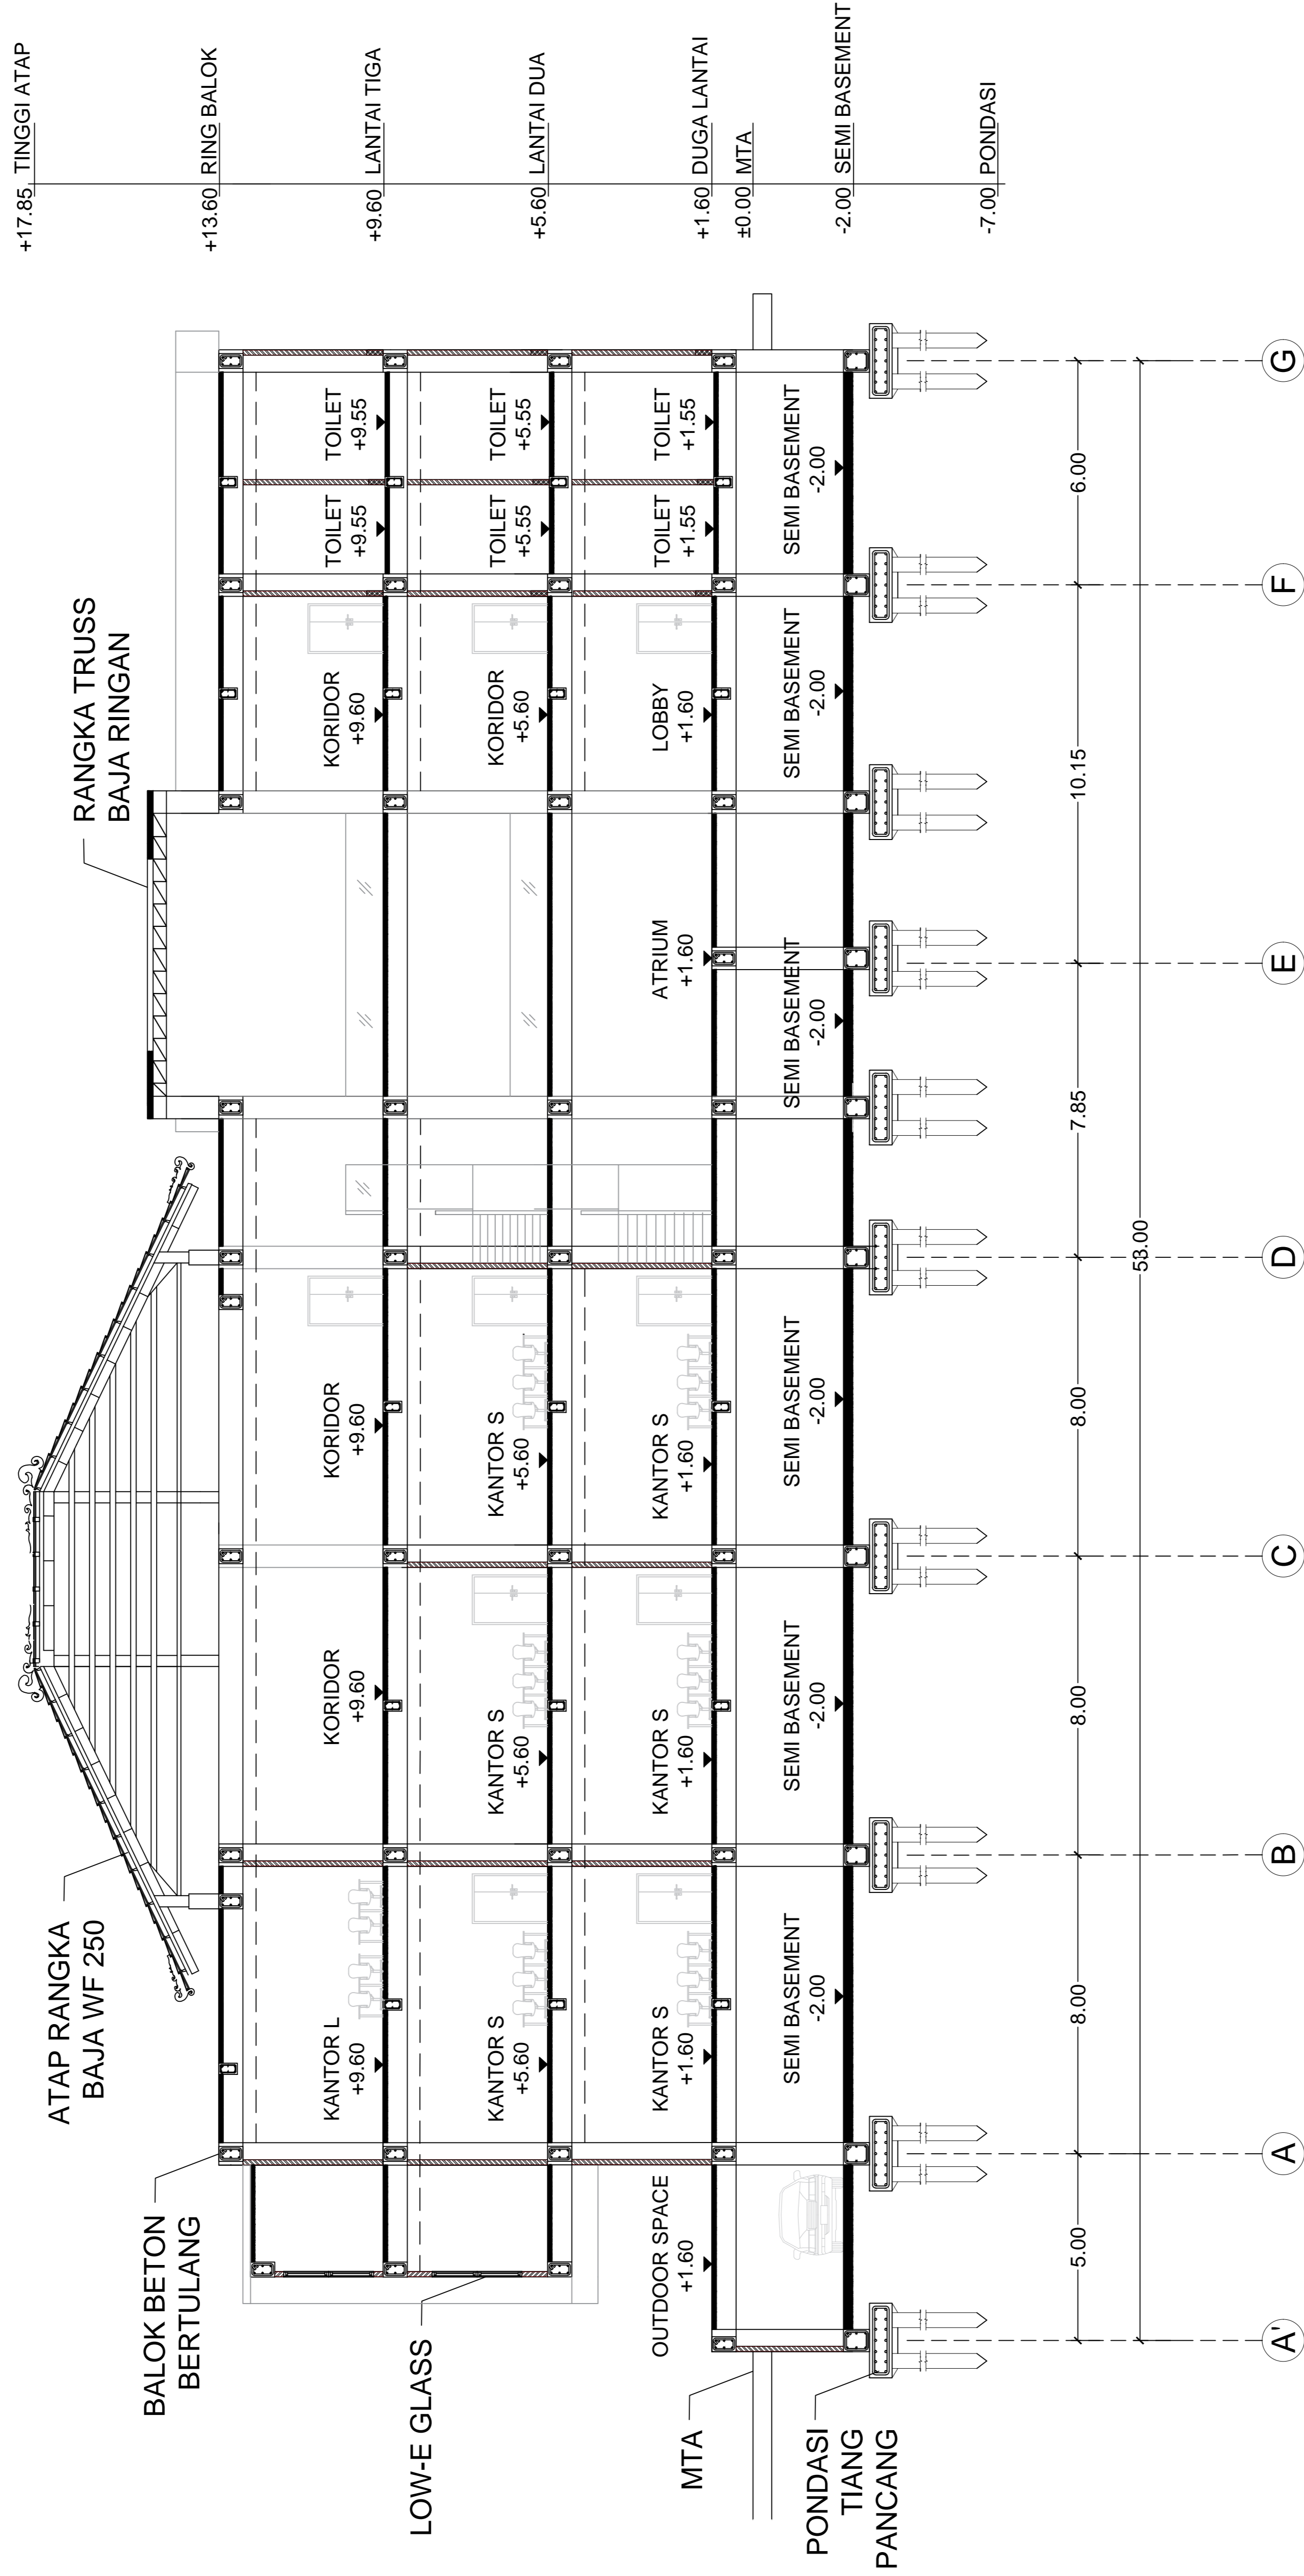 ATAP RANGKA
BAJA WF 250
RANGKA TRUSS
BAJA RINGAN
BALOK BETON
BERTULANG
LOW-E GLASS
MTA
PONDASI
TIANG
PANCANG
+17.85 TINGGI ATAP
+13.60 RING BALOK
+9.60 LANTAI TIGA
+5.60 LANTAI DUA
+1.60 DUGA LANTAI
±0.00 MTA
-2.00 SEMI BASEMENT
-7.00 PONDASI
KANTOR L
+9.60
KORIDOR
+9.60
KORIDOR
+9.60
KORIDOR
+9.60
TOILET
+9.55
TOILET
+9.55
KANTOR S
+5.60
KANTOR S
+5.60
KANTOR S
+5.60
KORIDOR
+5.60
TOILET
+5.55
TOILET
+5.55
OUTDOOR SPACE
+1.60
KANTOR S
+1.60
KANTOR S
+1.60
KANTOR S
+1.60
ATRIUM
+1.60
LOBBY
+1.60
TOILET
+1.55
TOILET
+1.55
SEMI BASEMENT
-2.00
SEMI BASEMENT
-2.00
SEMI BASEMENT
-2.00
SEMI BASEMENT
-2.00
SEMI BASEMENT
-2.00
SEMI BASEMENT
-2.00
5.00
8.00
8.00
8.00
7.85
10.15
6.00
53.00
A'
A
B
C
D
E
F
G